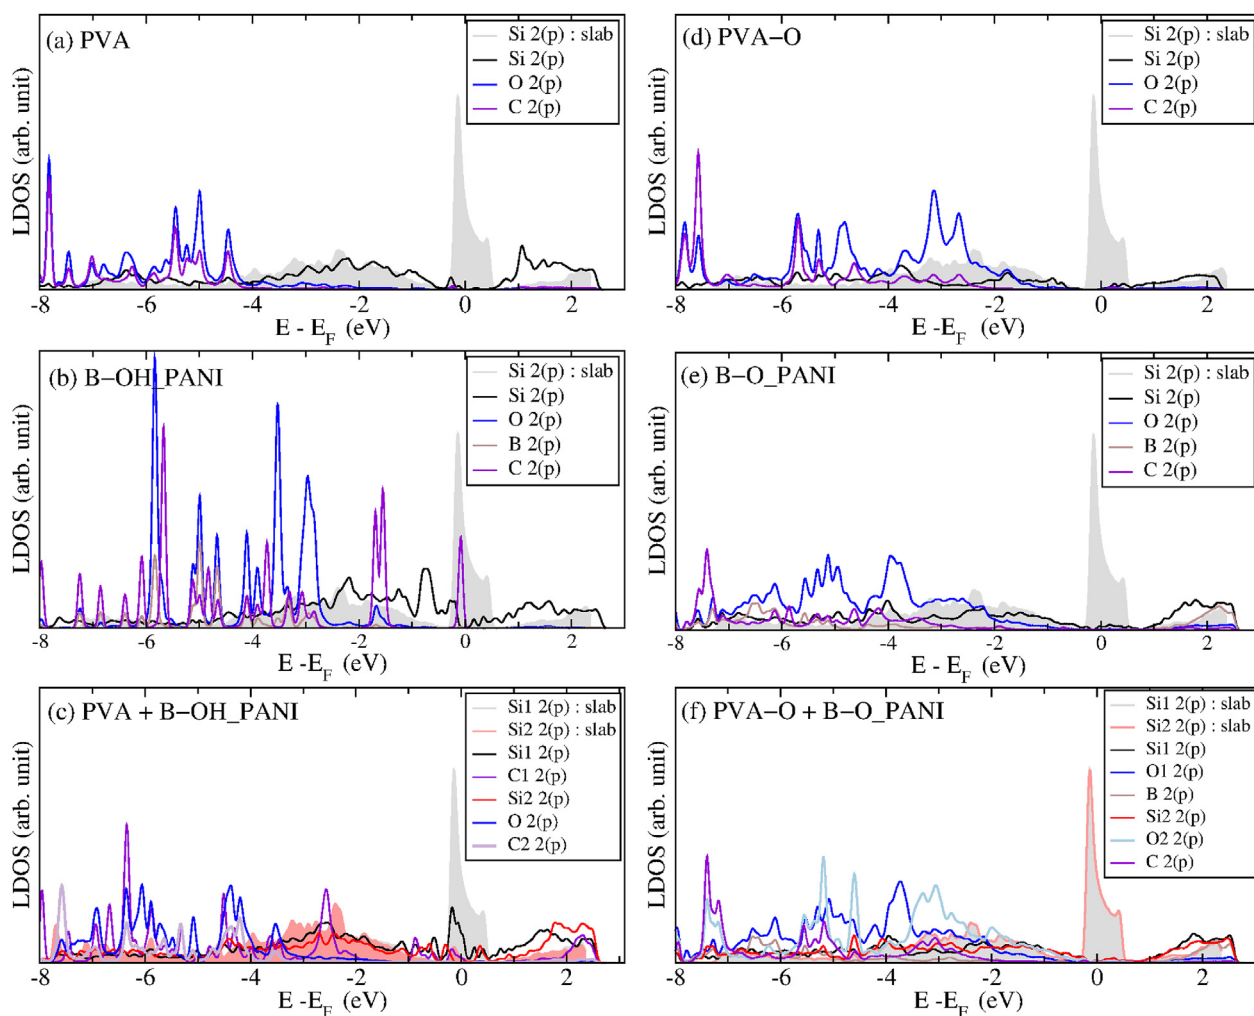 (a) PVA
Si 2(p) : slab
Si 2(p)
O 2(p)
C 2(p)
LDOS (arb. unit)
-8 -6 -4 -2 0 2
E - E_F (eV)
(d) PVA-O
Si 2(p) : slab
Si 2(p)
O 2(p)
C 2(p)
LDOS (arb. unit)
-8 -6 -4 -2 0 2
E -E_F (eV)
(b) B-OH_PANI
Si 2(p) : slab
Si 2(p)
O 2(p)
B 2(p)
C 2(p)
LDOS (arb. unit)
-8 -6 -4 -2 0 2
E - E_F (eV)
(e) B-O_PANI
Si 2(p) : slab
Si 2(p)
O 2(p)
B 2(p)
C 2(p)
LDOS (arb. unit)
-8 -6 -4 -2 0 2
E - E_F (eV)
(c) PVA + B-OH_PANI
Si1 2(p) : slab
Si2 2(p) : slab
Si1 2(p)
C1 2(p)
Si2 2(p)
O 2(p)
C2 2(p)
LDOS (arb. unit)
-8 -6 -4 -2 0 2
E -E_F (eV)
(f) PVA-O + B-O_PANI
Si1 2(p) : slab
Si2 2(p) : slab
Si1 2(p)
O1 2(p)
B 2(p)
Si2 2(p)
O2 2(p)
C 2(p)
LDOS (arb. unit)
-8 -6 -4 -2 0 2
E -E_F (eV)